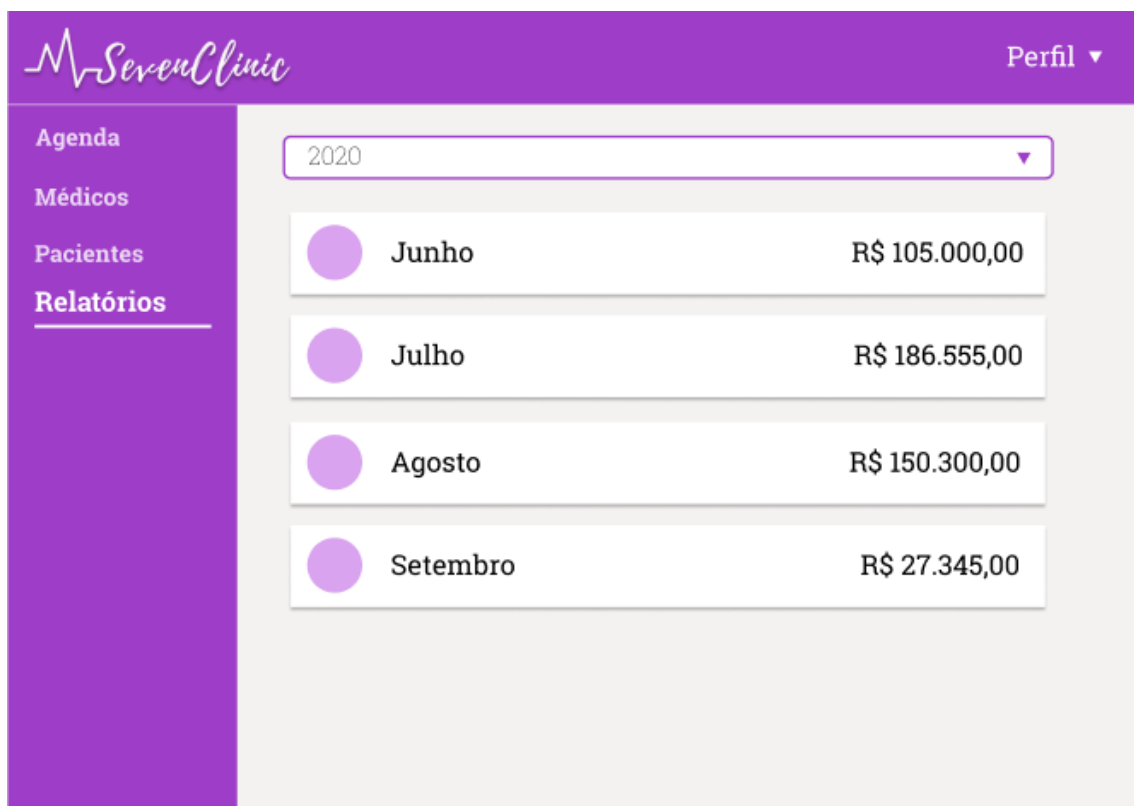 SevenClinic
Perfil
Agenda
Médicos
Pacientes
Relatórios
2020
Junho R$ 105.000,00
Julho R$ 186.555,00
Agosto R$ 150.300,00
Setembro R$ 27.345,00